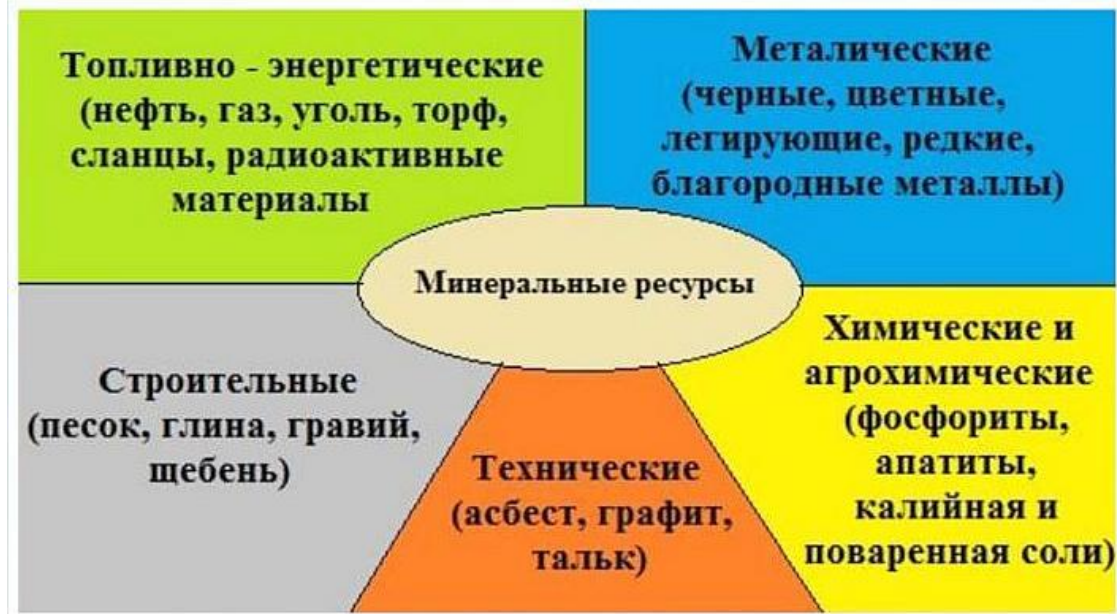 Топливно - энергетические
(нефть, газ, уголь, торф,
сланцы, радиоактивные
материалы
Металические
(черные, цветные,
легирующие, редкие,
благородные металлы)
Минеральные ресурсы
Строительные
(песок, глина, гравий,
щебень)
Технические
(асбест, графит,
тальк)
Химические и
агрохимические
(фосфориты,
апатиты,
калийная и
поваренная соли)